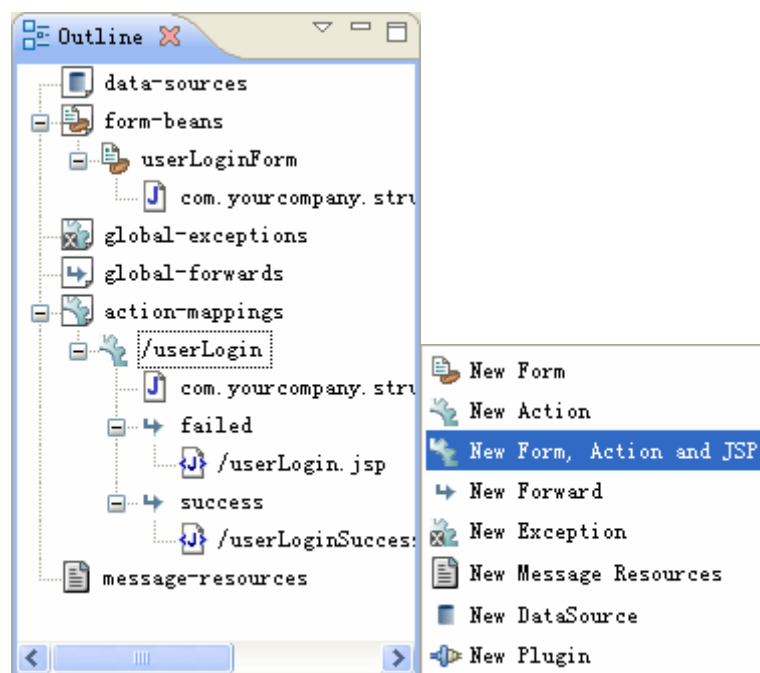 Outline
data-sources
form-beans
userLoginForm
com.yourcompany.stru
global-exceptions
global-forwards
action-mappings
/userLogin
com.yourcompany.stru
failed
/userLogin.jsp
success
/userLoginSuccess
message-resources
New Form
New Action
New Form, Action and JSP
New Forward
New Exception
New Message Resources
New DataSource
New Plugin